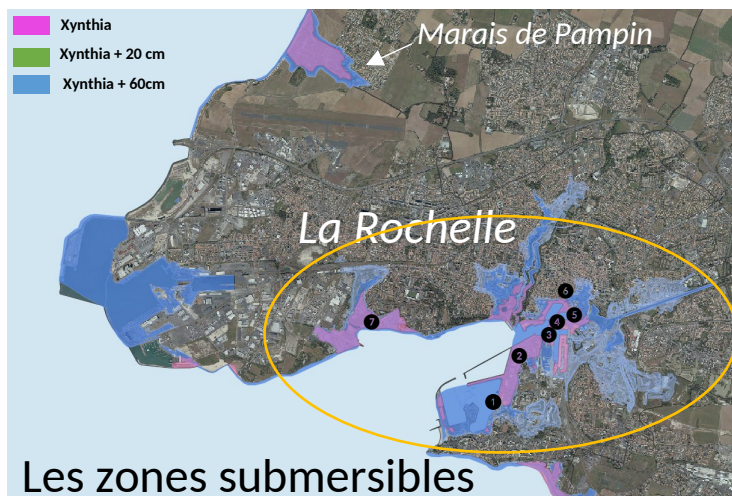 Xynthia
Xynthia + 20 cm
Xynthia + 60cm
Marais de Pampin
La Rochelle
6
5
4
7
3
2
1
Les zones submersibles